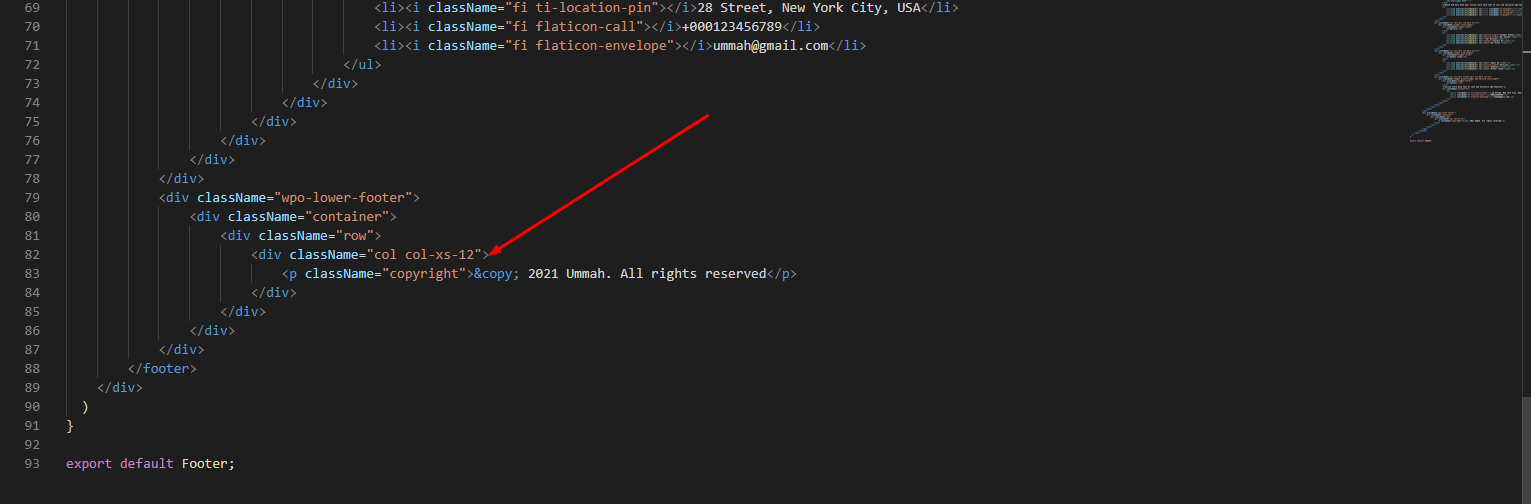 69 <li><i className="fi ti-location-pin"></i>28 Street, New York City, USA</li>
70 <li><i className="fi flaticon-call"></i>+000123456789</li>
71 <li><i className="fi flaticon-envelope"></i>ummah@gmail.com</li>
72 </ul>
73 </div>
74 </div>
75 </div>
76 </div>
77 </div>
78 </div>
79 <div className="wpo-lower-footer">
80 <div className="container">
81 <div className="row">
82 <div className="col col-xs-12">
83 <p className="copyright">&copy; 2021 Ummah. All rights reserved</p>
84 </div>
85 </div>
86 </div>
87 </div>
88 </footer>
89 </div>
90 )
91 }
92
93 export default Footer;